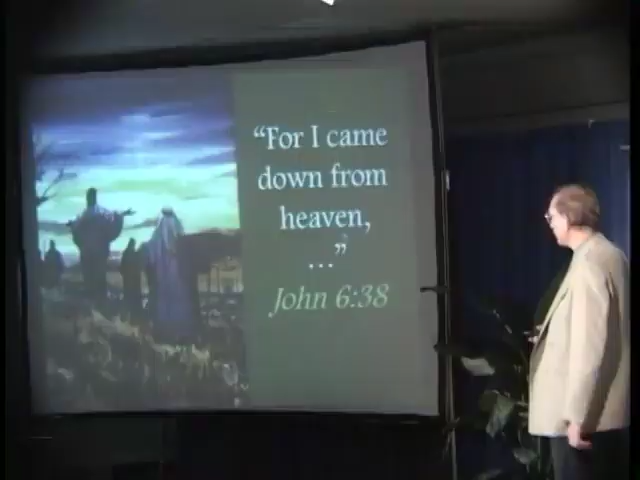 “For I came
down from
heaven,
...”
John 6:38